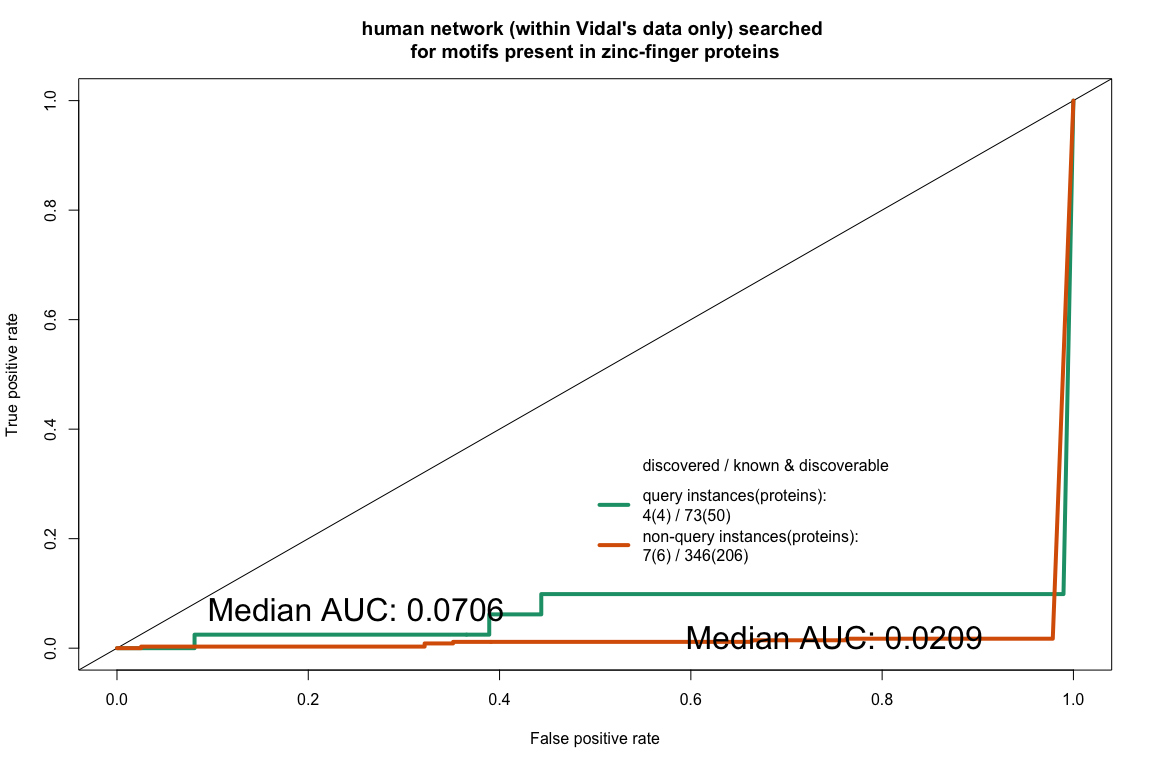 human network (within Vidal's data only) searched
for motifs present in zinc-finger proteins
True positive rate
1.0
0.8
0.6
0.4
0.2
0.0
discovered / known & discoverable
query instances(proteins):
4(4) / 73(50)
non-query instances(proteins):
7(6) / 346(206)
Median AUC: 0.0706
Median AUC: 0.0209
0.0 0.2 0.4 0.6 0.8 1.0
False positive rate